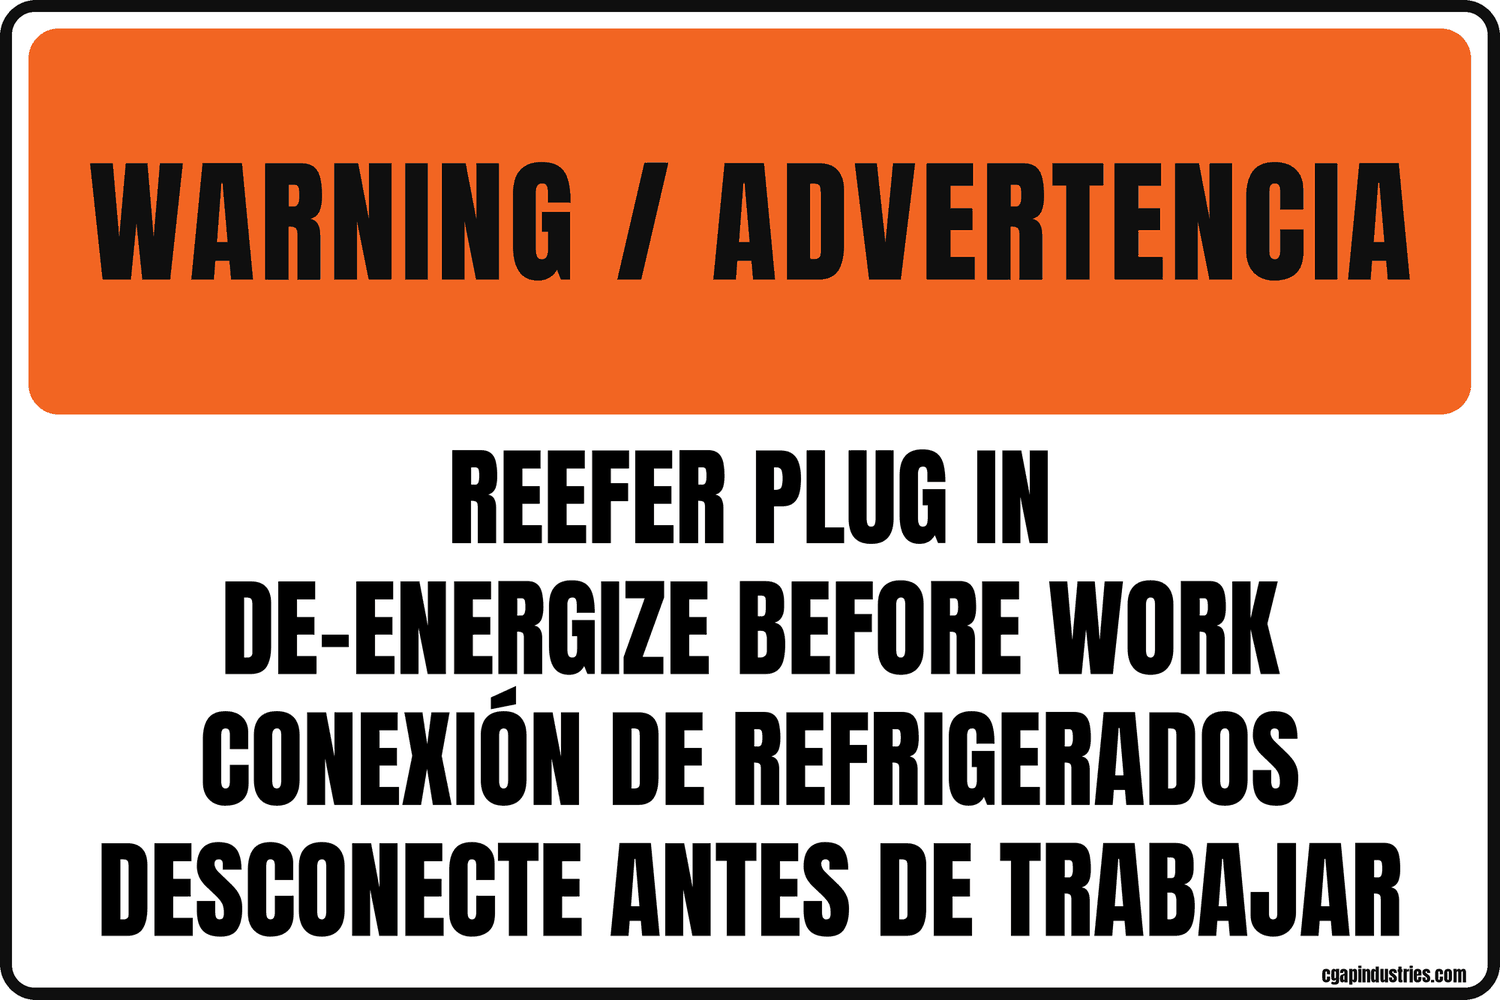 WARNING / ADVERTENCIA
REEFER PLUG IN
DE-ENERGIZE BEFORE WORK
CONEXIÓN DE REFRIGERADOS
DESCONECTE ANTES DE TRABAJAR
cgapindustries.com